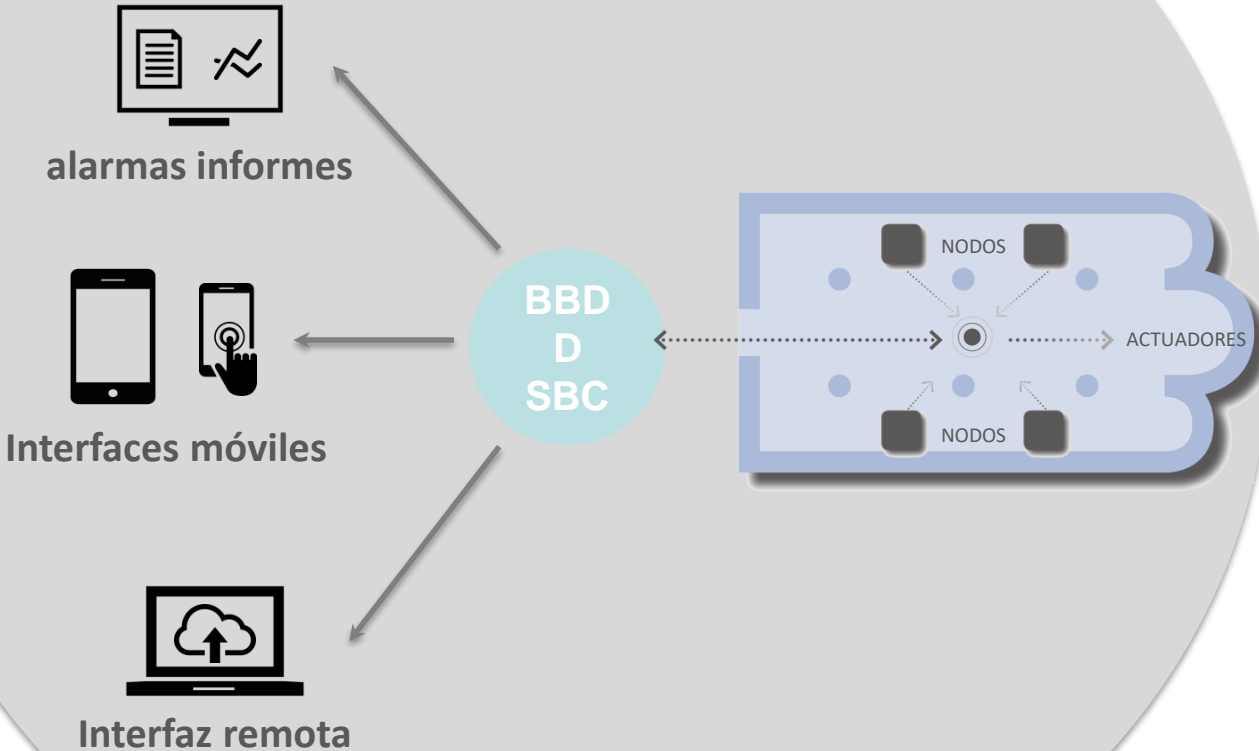 alarmas informes
Interfaces móviles
Interfaz remota
BBD
D
SBC
NODOS
ACTUADORES
NODOS